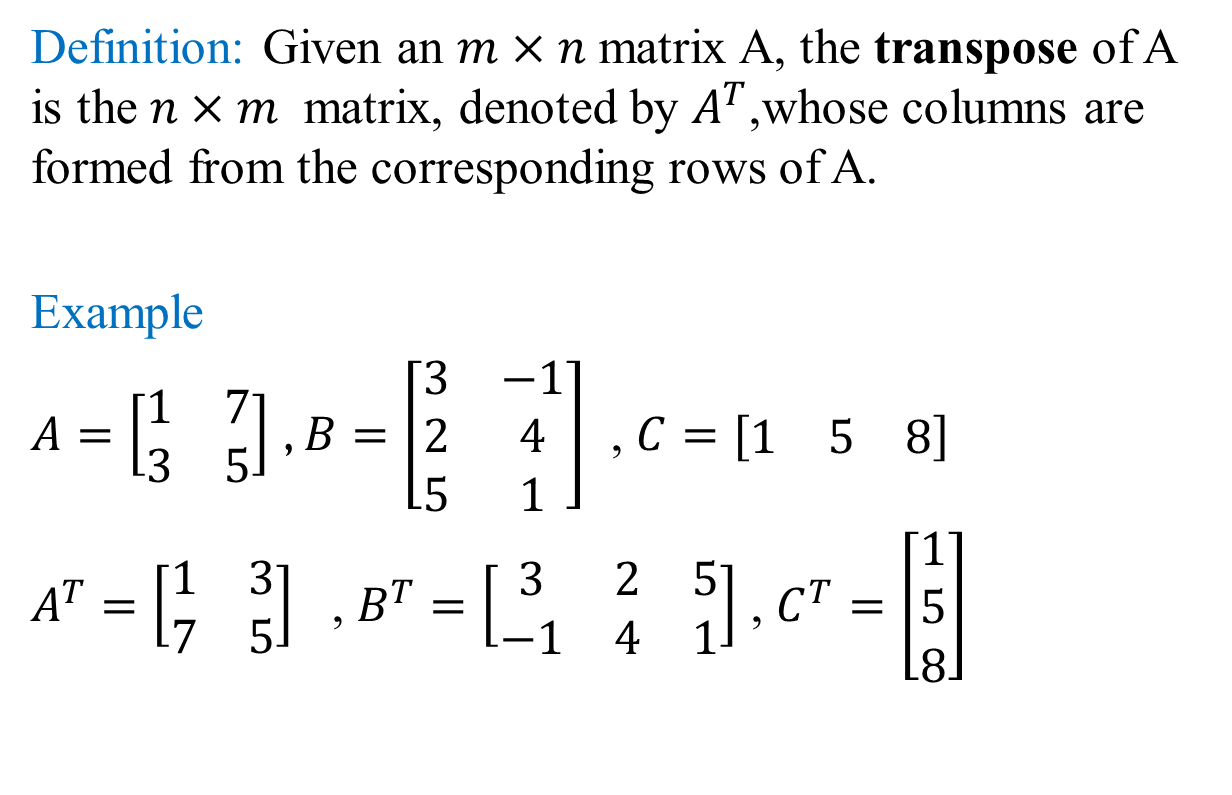 Definition: Given an m × n matrix A, the transpose of A
is the n × m matrix, denoted by A^T,whose columns are
formed from the corresponding rows of A.
Example
A = [1 7; 3 5], B = [3 −1; 2 4; 5 1] , C = [1 5 8]
A^T = [1 3; 7 5] , B^T = [3 2 5; −1 4 1], C^T = [1; 5; 8]